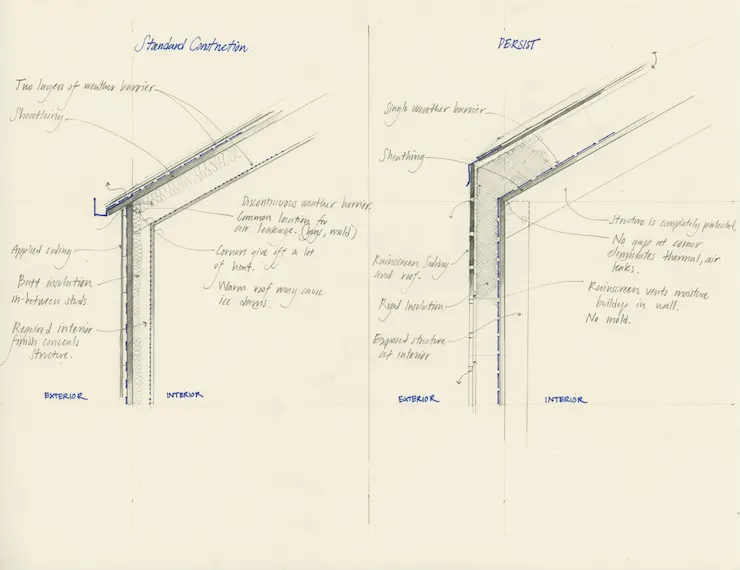 Standard Construction
Two layers of weather barrier
Sheathing
Discontinuous weather barrier.
Common location for
air leakage. (bugs, mold)
Corners give off a lot
of heat.
Warm roof may cause
ice dams.
Applied siding
Batt insulation
in-between studs
Required interior
finish conceals
structure.
EXTERIOR
INTERIOR
PERSIST
Single weather barrier
Sheathing
Structure is completely protected.
No gaps at corner
eliminates thermal, air
leaks.
Rainscreen Siding
and roof.
Rigid Insulation
Rainscreen vents moisture
buildup in wall.
No mold.
Exposed structure
at interior
EXTERIOR
INTERIOR